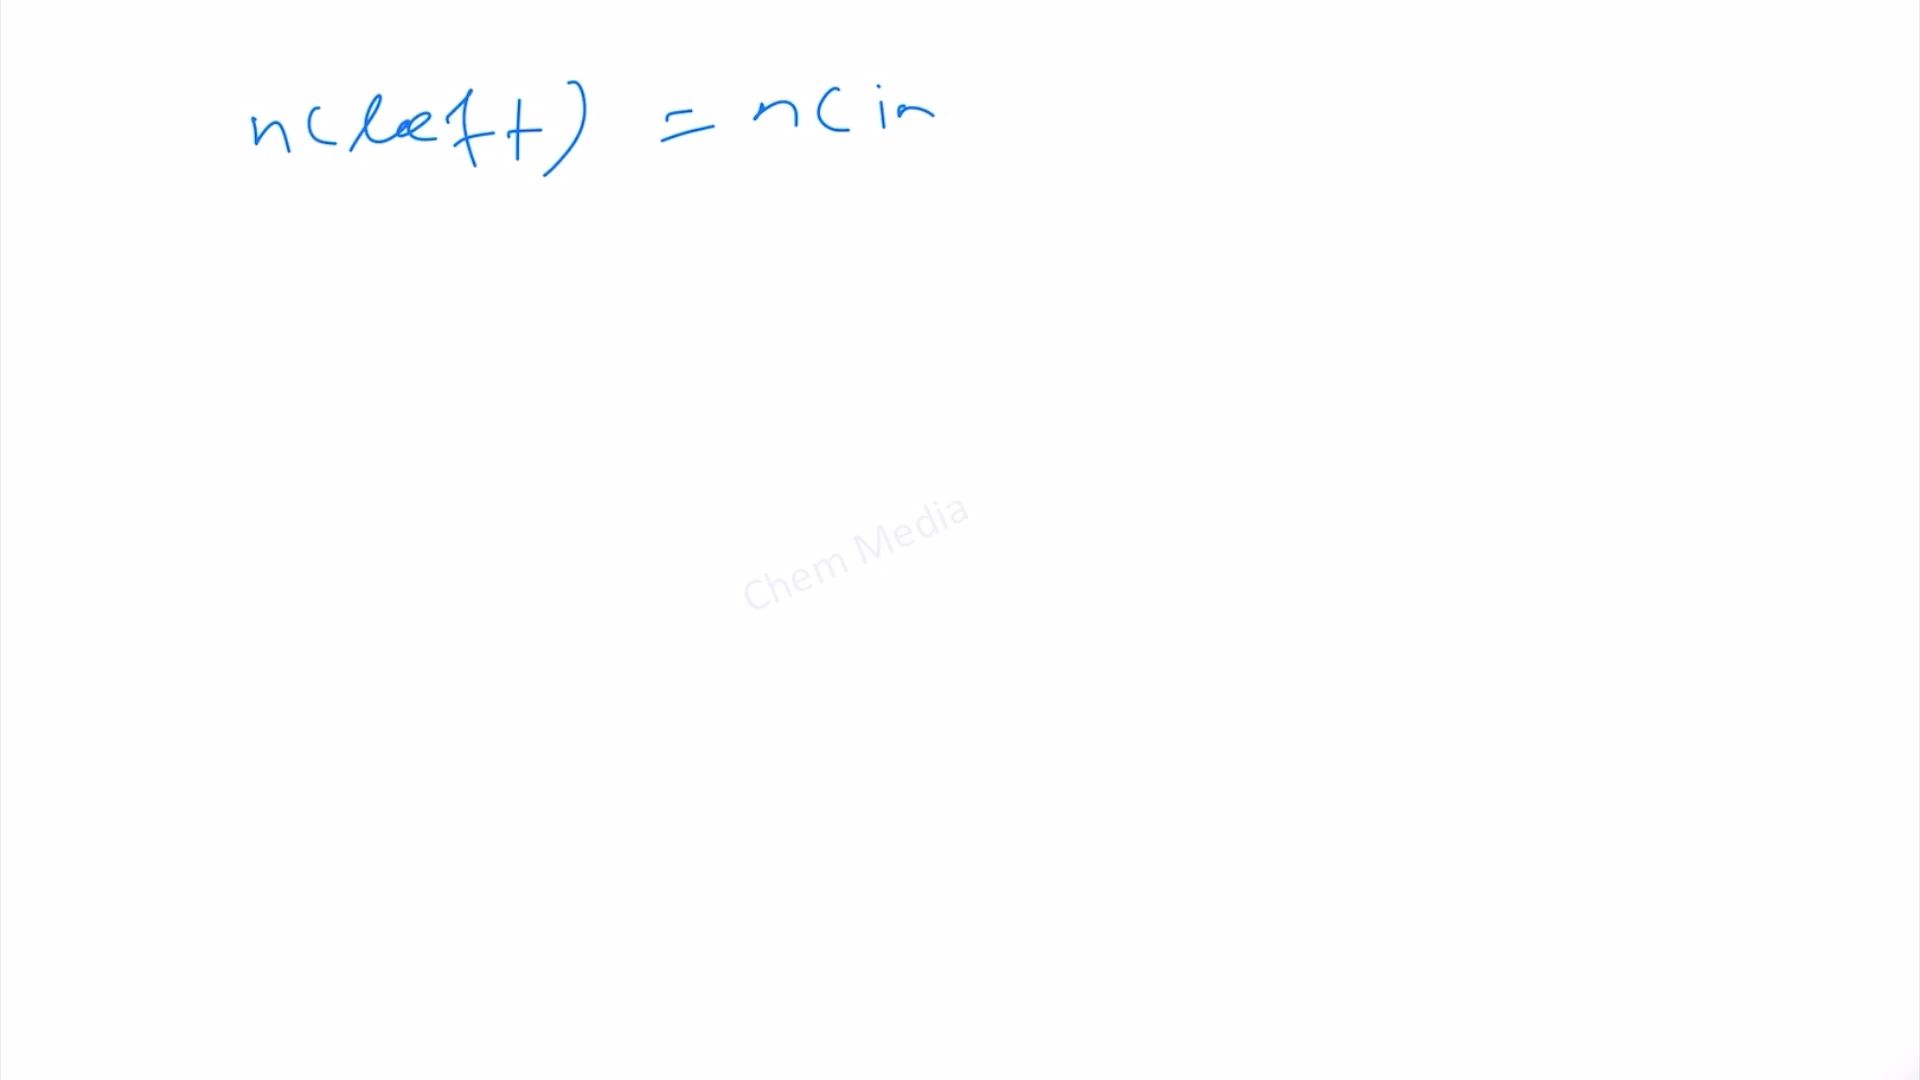 n(left) = n(in
Chem Media